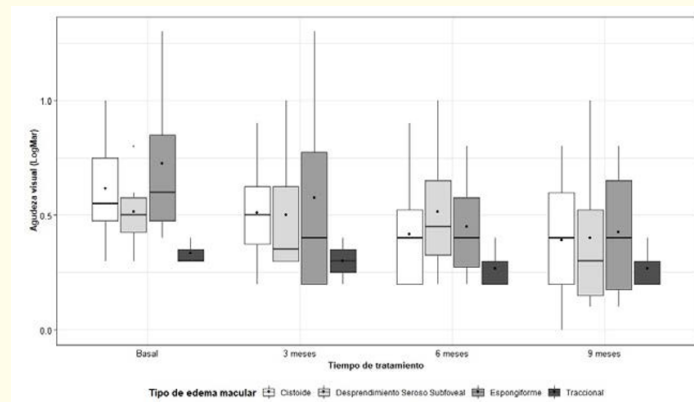 Agudeza visual (LogMar)
1.0
0.5
0.0
Basal
3 meses
6 meses
9 meses
Tiempo de tratamiento
Tipo de edema macular
Cistoide
Desprendimiento Seroso Subfoveal
Espongiforme
Traccional